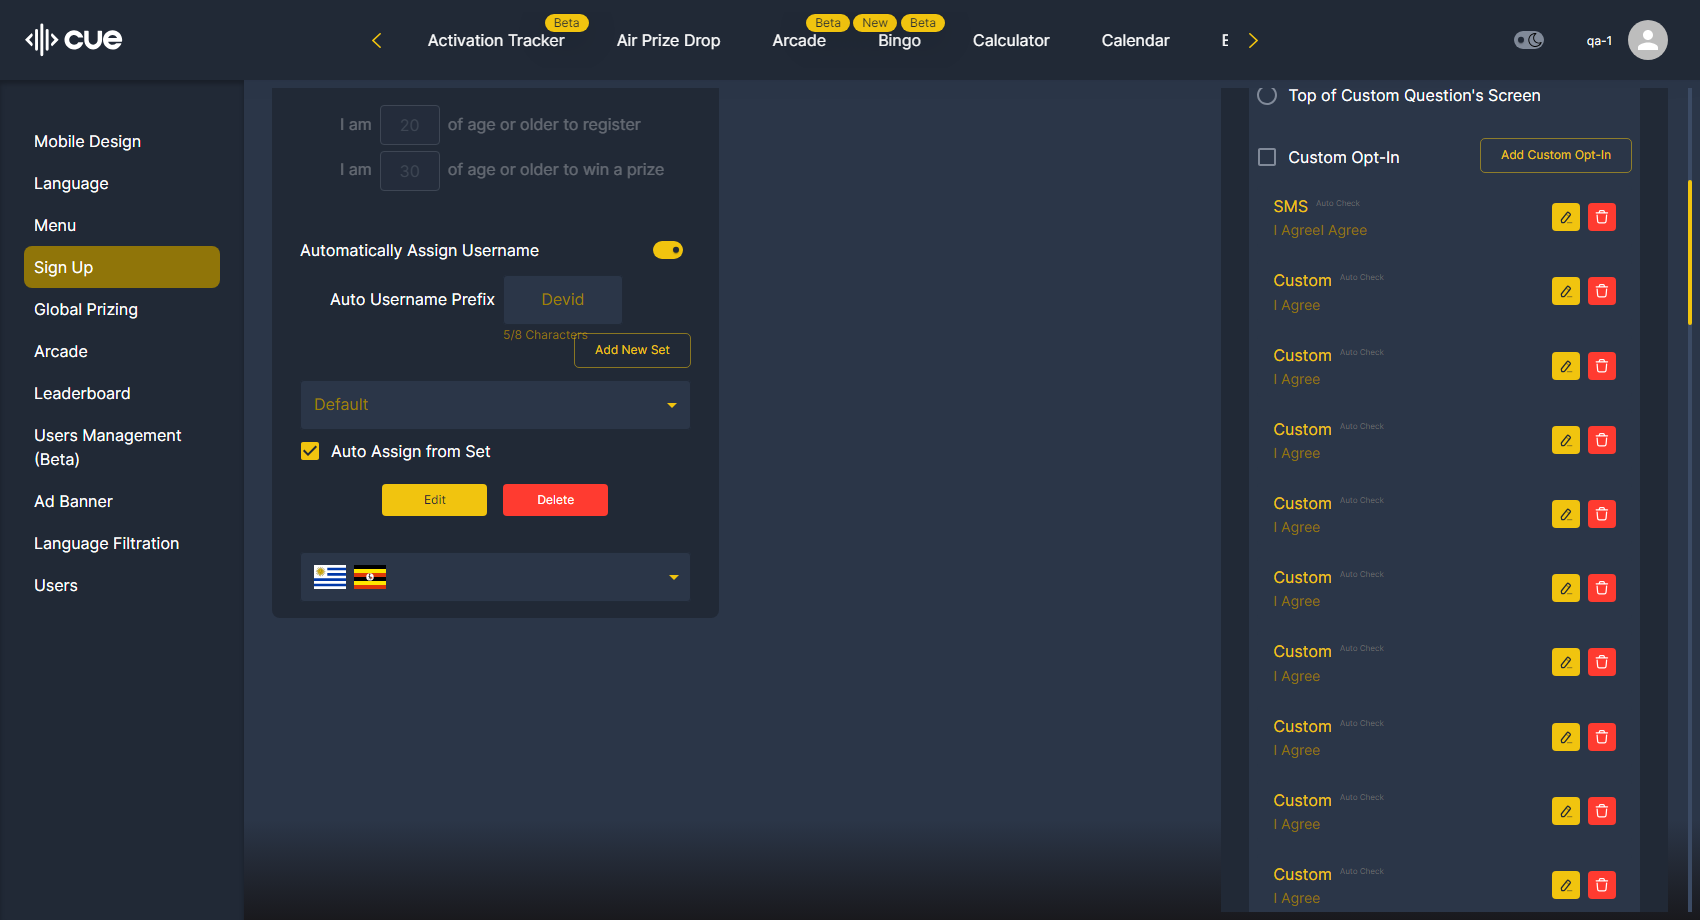 cue
Beta
Beta
New
Beta
Activation Tracker
Air Prize Drop
Arcade
Bingo
Calculator
Calendar
qa-1
Mobile Design
Language
Menu
Sign Up
Global Prizing
Arcade
Leaderboard
Users Management
(Beta)
Ad Banner
Language Filtration
Users
I am 20 of age or older to register
I am 30 of age or older to win a prize
Automatically Assign Username
Auto Username Prefix Devid
5/8 Characters
Add New Set
Default
Auto Assign from Set
Edit
Delete
Top of Custom Question's Screen
Custom Opt-In
Add Custom Opt-In
SMS Auto Check
I AgreeI Agree
Custom Auto Check
I Agree
Custom Auto Check
I Agree
Custom Auto Check
I Agree
Custom Auto Check
I Agree
Custom Auto Check
I Agree
Custom Auto Check
I Agree
Custom Auto Check
I Agree
Custom Auto Check
I Agree
Custom Auto Check
I Agree